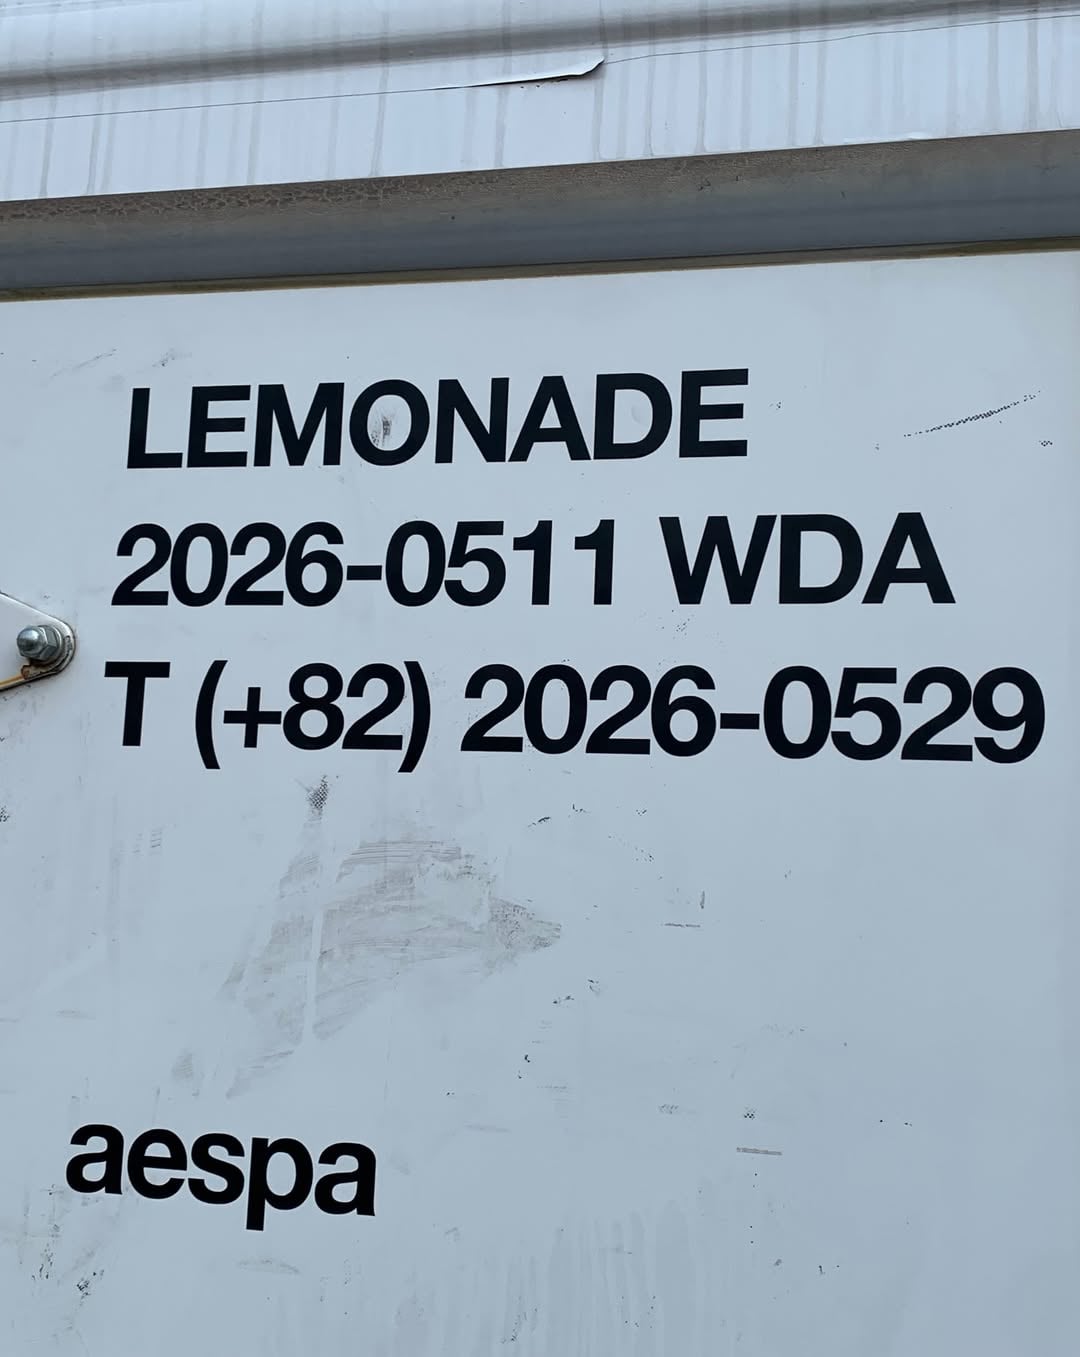 LEMONADE
2026-0511 WDA
T (+82) 2026-0529
aespa